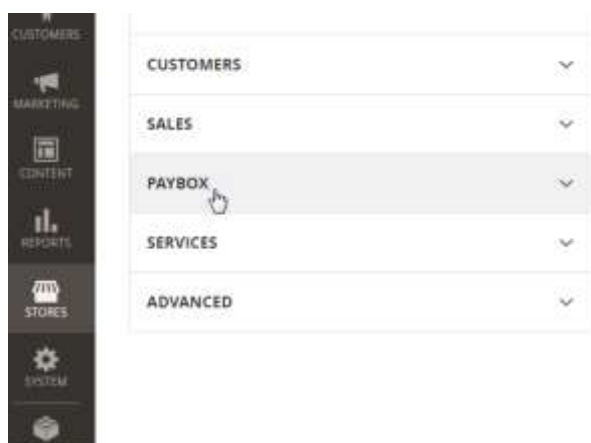 CUSTOMERS
MARKETING
CONTENT
REPORTS
STORES
SYSTEM
CUSTOMERS
SALES
PAYBOX
SERVICES
ADVANCED